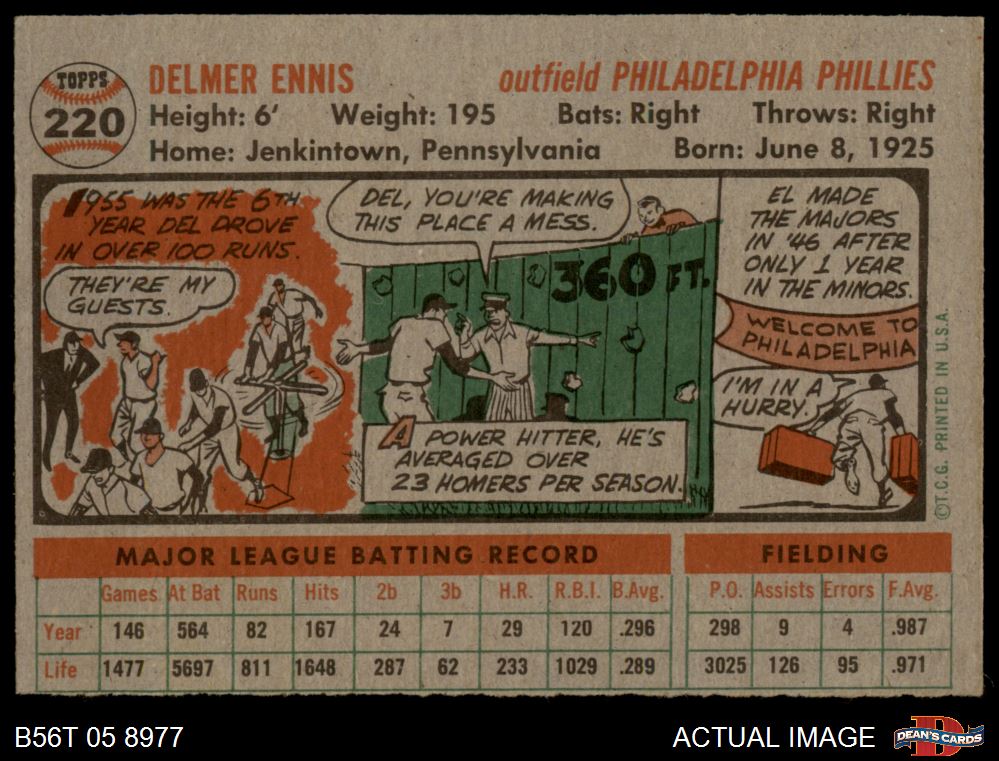 TOPPS
220
DELMER ENNIS outfield PHILADELPHIA PHILLIES
Height: 6' Weight: 195 Bats: Right Throws: Right
Home: Jenkintown, Pennsylvania Born: June 8, 1925
1955 WAS THE 6TH
YEAR DEL DROVE
IN OVER 100 RUNS.
THEY'RE MY
GUESTS.
DEL, YOU'RE MAKING
THIS PLACE A MESS.
360 FT.
A POWER HITTER, HE'S
AVERAGED OVER
23 HOMERS PER SEASON.
EL MADE
THE MAJORS
IN '46 AFTER
ONLY 1 YEAR
IN THE MINORS.
WELCOME TO
PHILADELPHIA
I'M IN A
HURRY.
©T.C.G. PRINTED IN U.S.A.
MAJOR LEAGUE BATTING RECORD FIELDING
Games At Bat Runs Hits 2b 3b H.R. R.B.I. B.Avg. P.O. Assists Errors F.Avg.
Year 146 564 82 167 24 7 29 120 .296 298 9 4 .987
Life 1477 5697 811 1648 287 62 233 1029 .289 3025 126 95 .971
B56T 05 8977 ACTUAL IMAGE DEAN'S CARDS